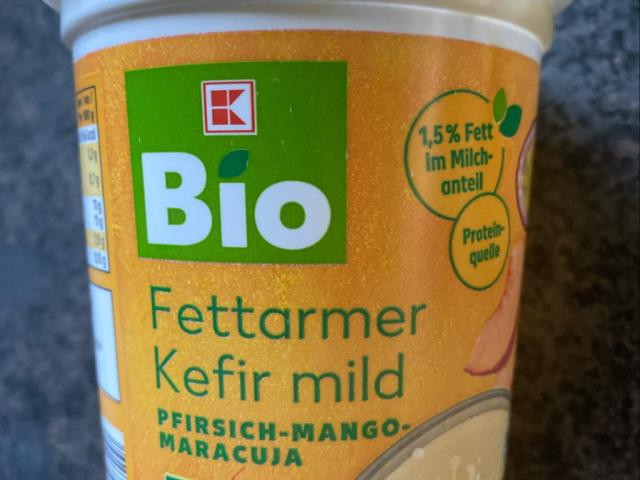 K
Bio
1,5 % Fett
im Milch-
anteil
Protein-
quelle
Fettarmer
Kefir mild
PFIRSICH-MANGO-
MARACUJA